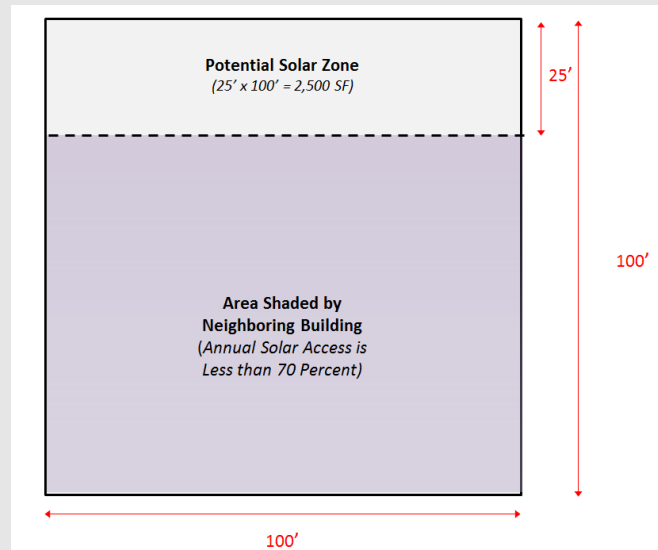 Potential Solar Zone
(25′ x 100′ = 2,500 SF)
25′
100′
Area Shaded by
Neighboring Building
(Annual Solar Access is
Less than 70 Percent)
100′